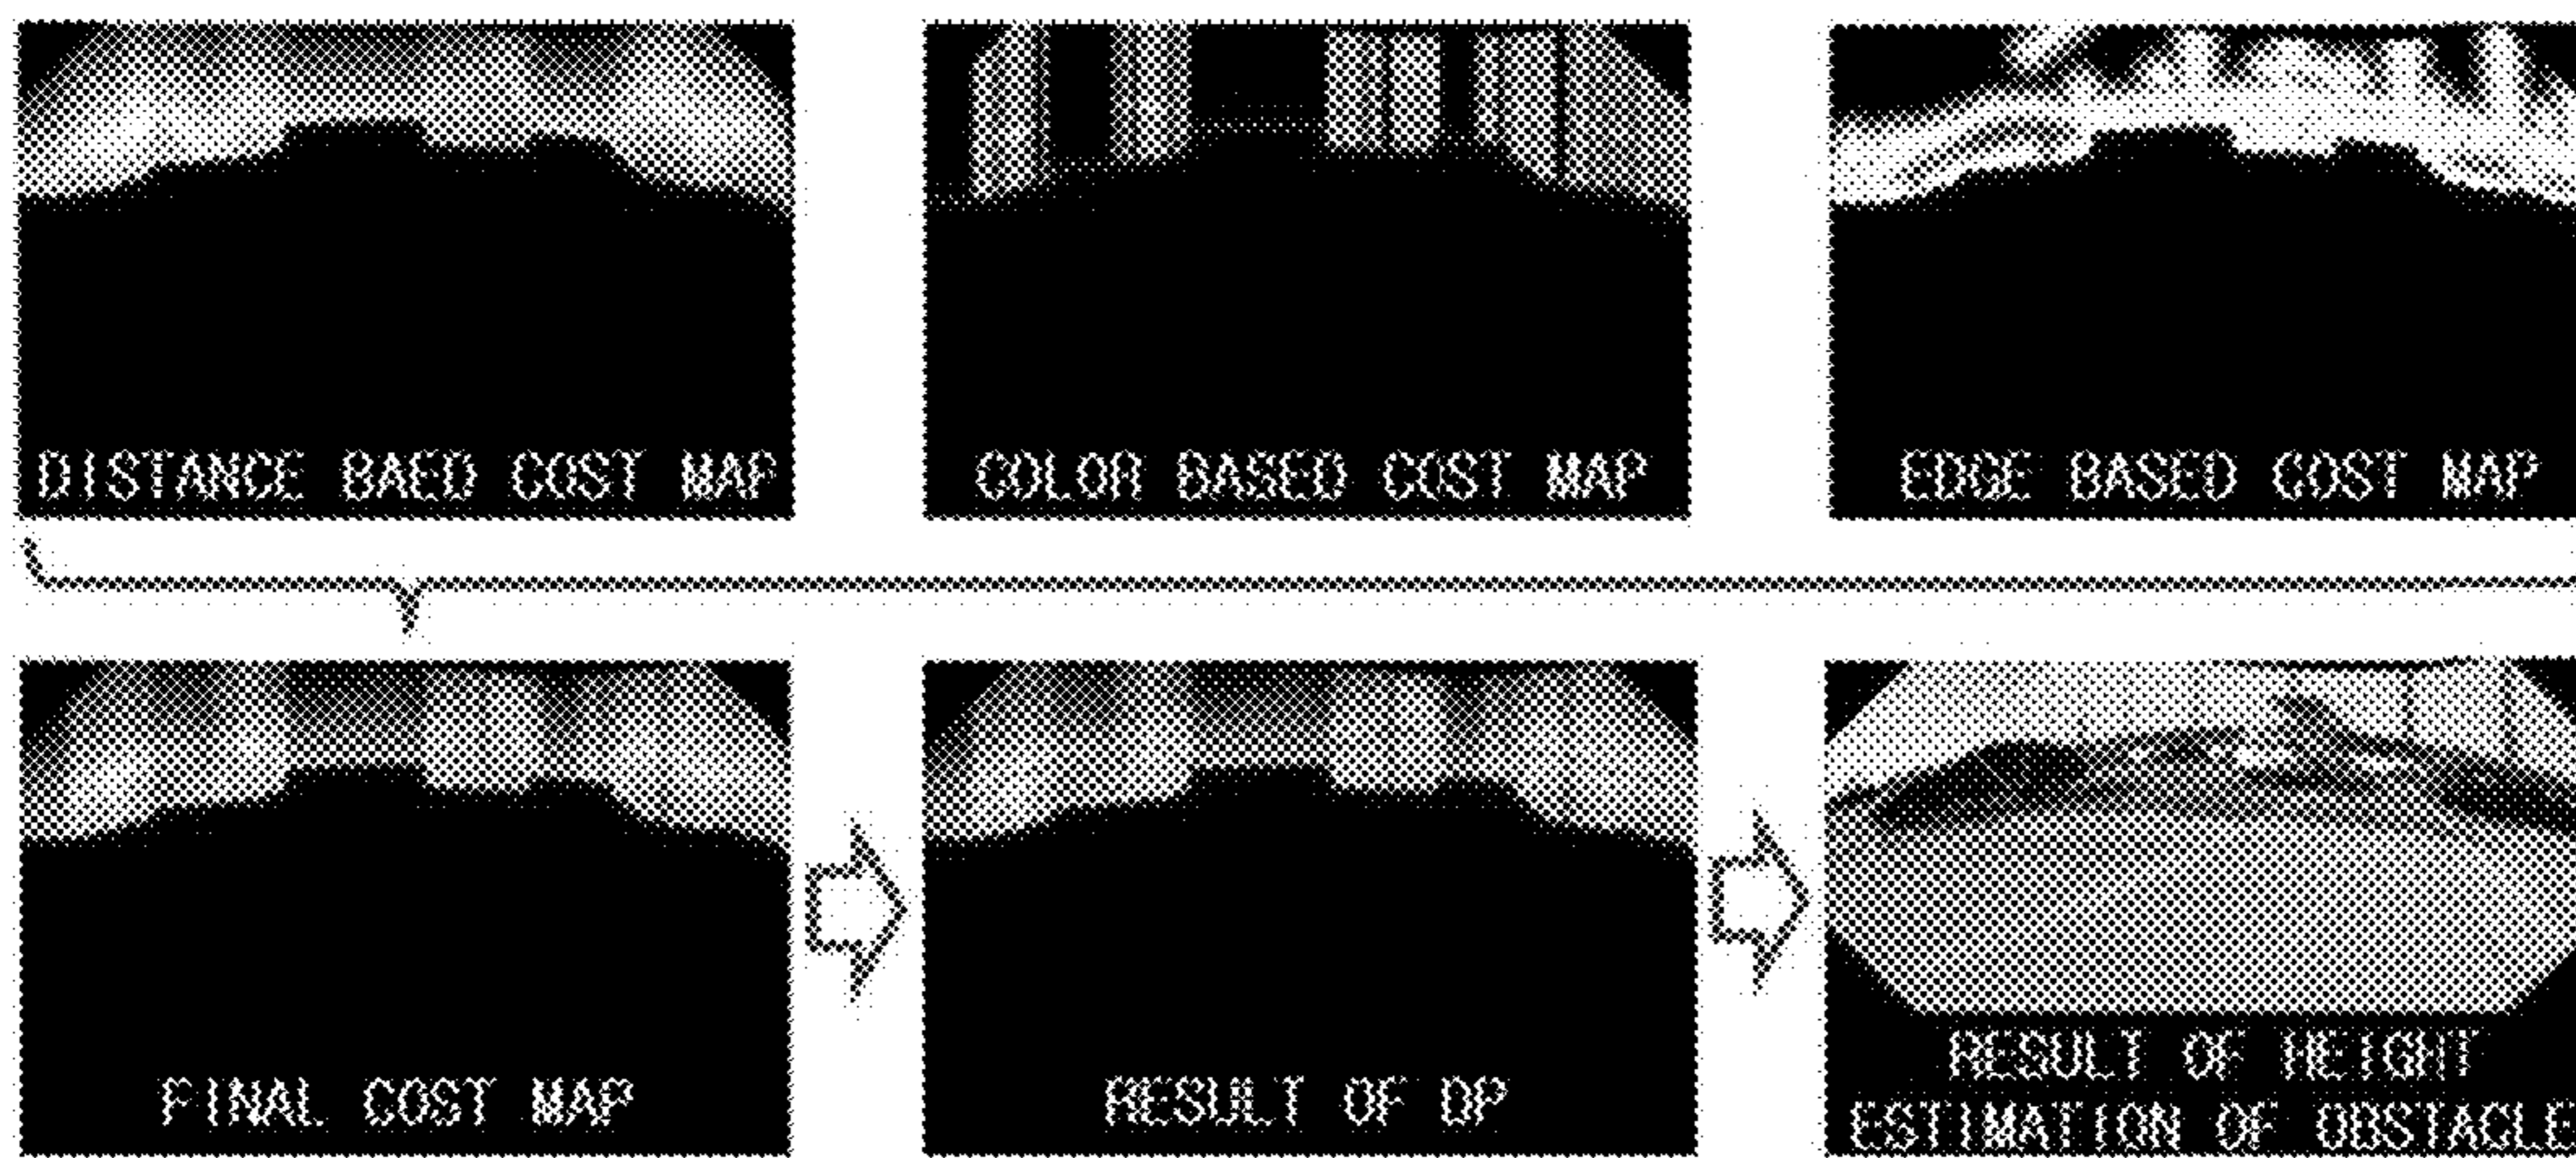 DISTANCE BAED COST MAP
COLOR BASED COST MAP
EDGE BASED COST MAP
FINAL COST MAP
RESULT OF DP
RESULT OF HEIGHT
ESTIMATION OF OBSTACLE